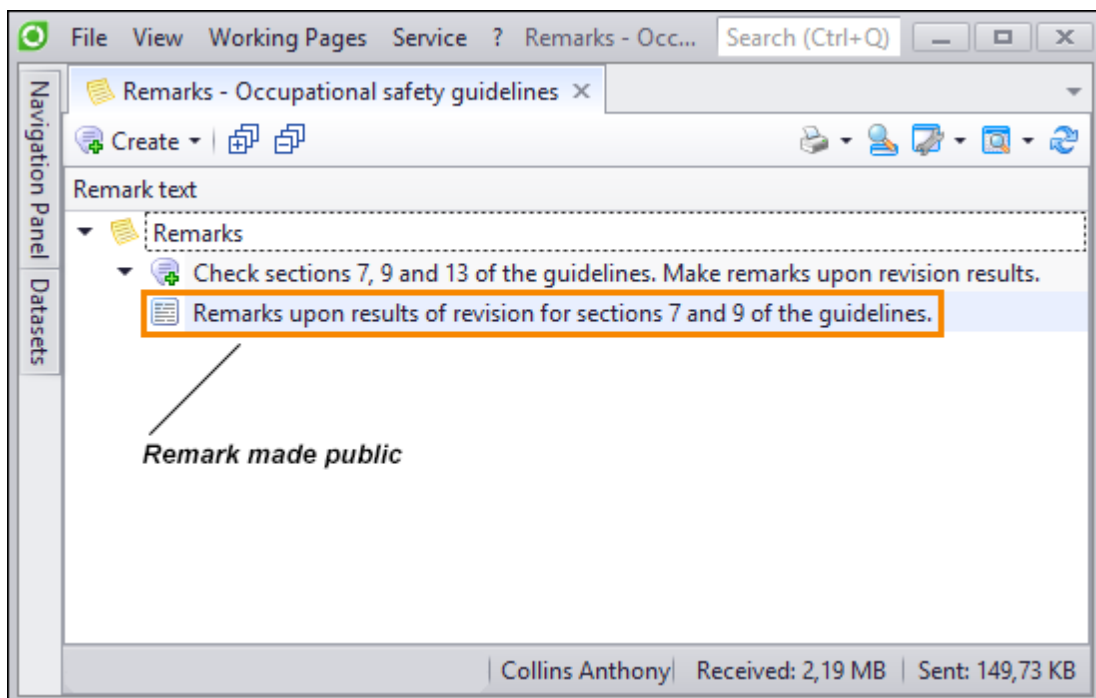 File View Working Pages Service ? Remarks - Occ... Search (Ctrl+Q)
Navigation Panel
Datasets
Remarks - Occupational safety guidelines
Create
Remark text
Remarks
Check sections 7, 9 and 13 of the guidelines. Make remarks upon revision results.
Remarks upon results of revision for sections 7 and 9 of the guidelines.
Remark made public
Collins Anthony Received: 2,19 MB Sent: 149,73 KB